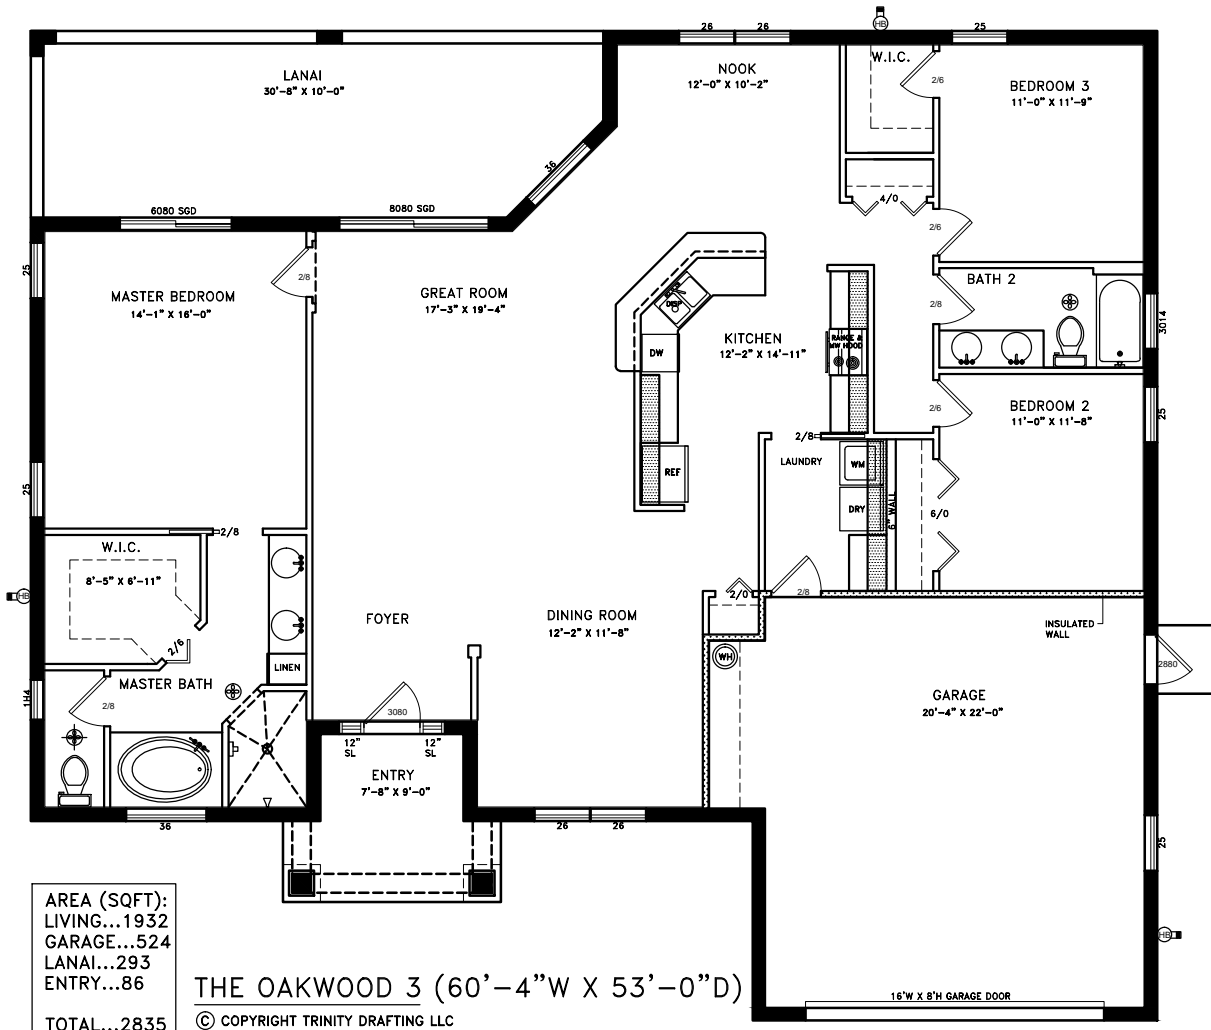 26
26
HB
25
LANAI
30'-8" X 10'-0"
NOOK
12'-0" X 10'-2"
W.I.C.
2/6
BEDROOM 3
11'-0" X 11'-9"
36
4/0
6080 SGD
8080 SGD
2/6
25
2/8
MASTER BEDROOM
14'-1" X 16'-0"
GREAT ROOM
17'-3" X 19'-4"
DISP
BATH 2
2/8
3014
KITCHEN
12'-2" X 14'-11"
RANGE &
MW HOOD
DW
2/6
BEDROOM 2
11'-0" X 11'-8"
25
2/8
LAUNDRY
WM
REF
25
DRY
6" WALL
6/0
2/8
W.I.C.
8'-5" X 6'-11"
HB
2/8
2/0
FOYER
DINING ROOM
12'-2" X 11'-8"
INSULATED
WALL
2/6
LINEN
WH
2880
MASTER BATH
1H4
2/8
GARAGE
20'-4" X 22'-0"
3080
12"
SL
12"
SL
ENTRY
7'-8" X 9'-0"
36
26
26
25
HB
AREA (SQFT):
LIVING...1932
GARAGE...524
LANAI...293
ENTRY...86
TOTAL...2835
THE OAKWOOD 3 (60'-4"W X 53'-0"D)
© COPYRIGHT TRINITY DRAFTING LLC
16'W X 8'H GARAGE DOOR